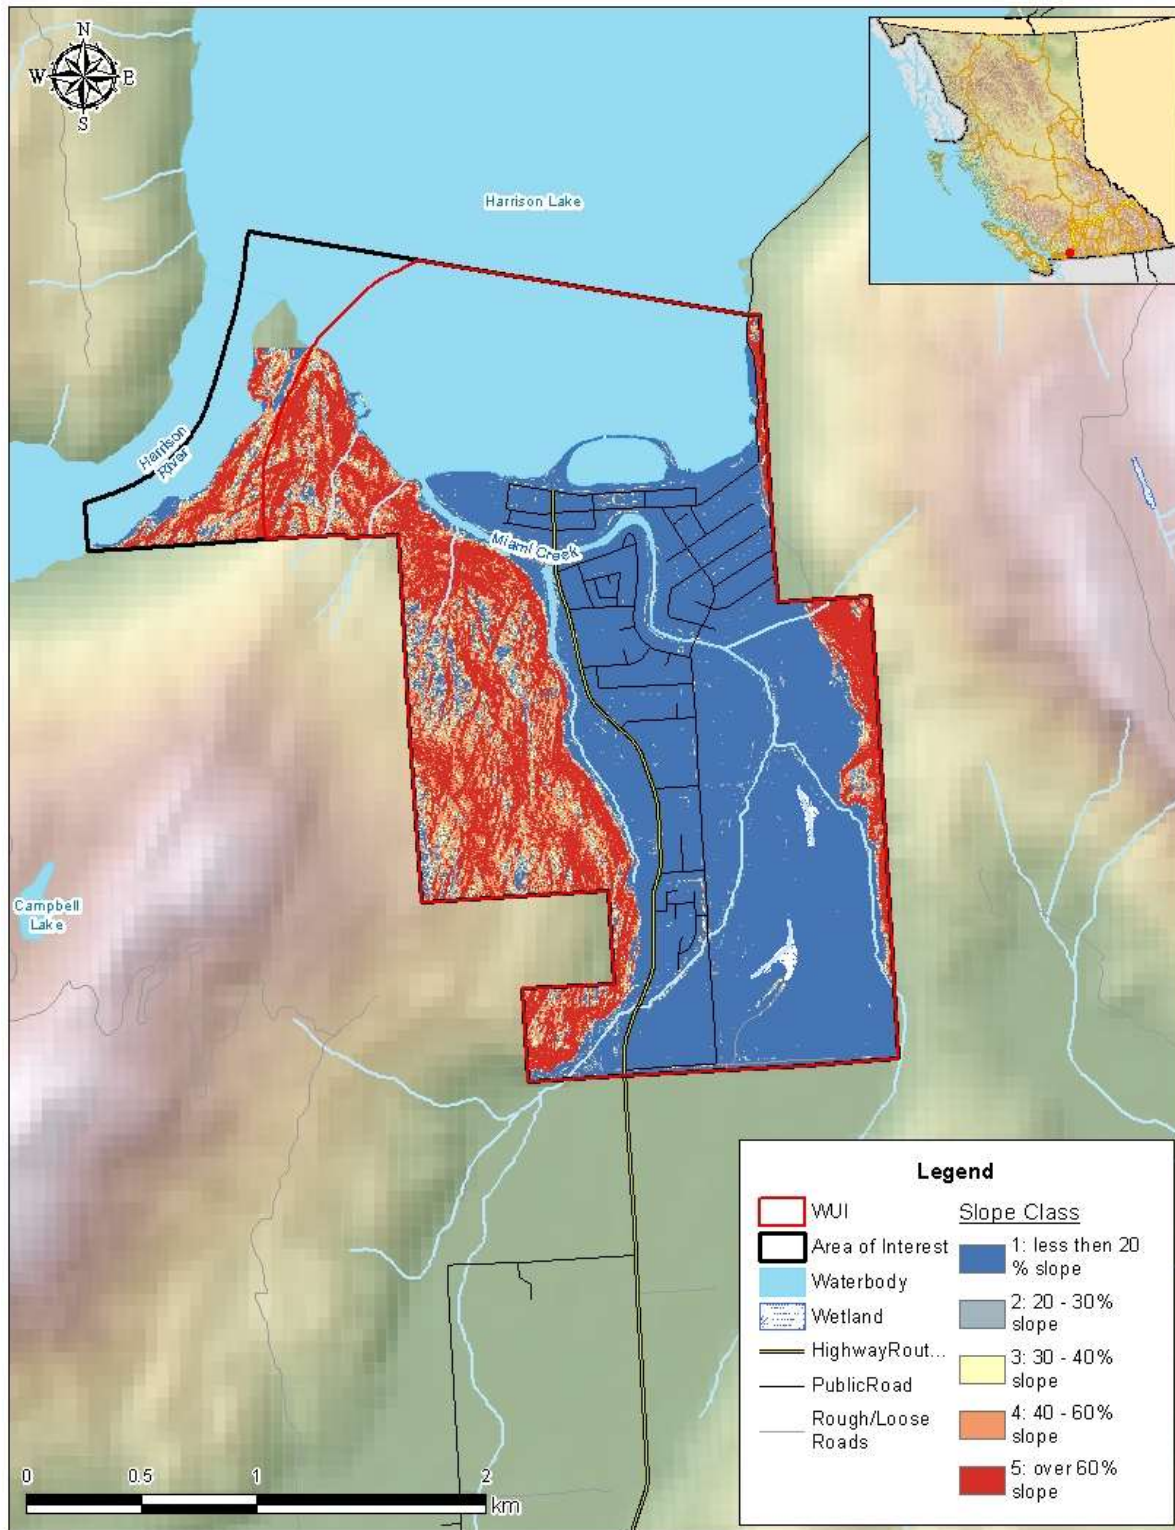 N
W E
S
Harrison Lake
Harrison
River
Miami Creek
Campbell
Lake
Legend
WUI
Area of Interest
Waterbody
Wetland
HighwayRout...
PublicRoad
Rough/Loose
Roads
Slope Class
1: less then 20
% slope
2: 20 - 30%
slope
3: 30 - 40%
slope
4: 40 - 60%
slope
5: over 60%
slope
0 0.5 1 2
km